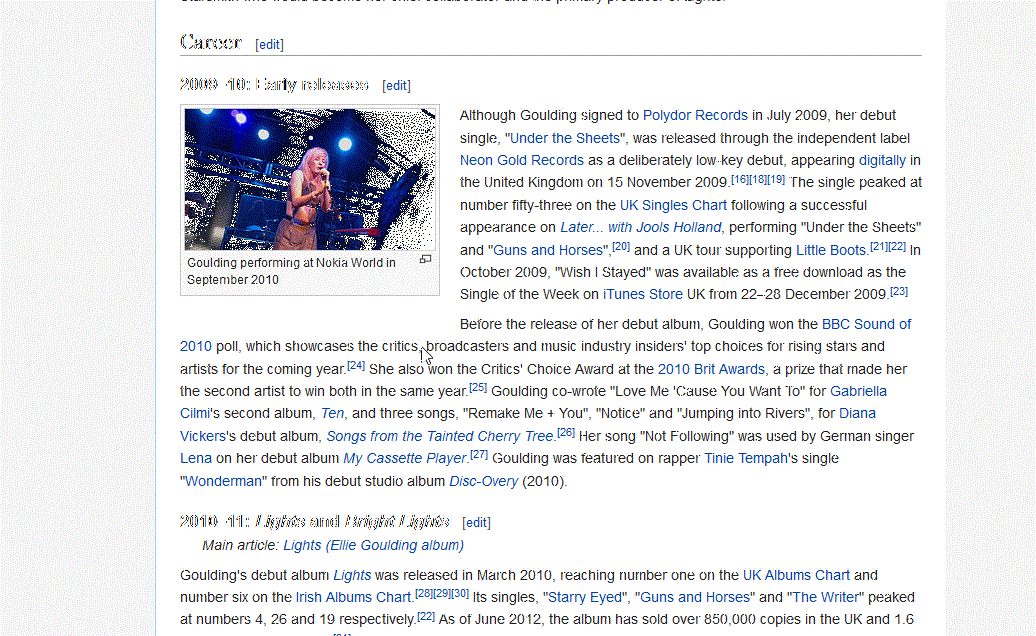 Career [edit]
2009–10: Early releases [edit]
Although Goulding signed to Polydor Records in July 2009, her debut
single, "Under the Sheets", was released through the independent label
Neon Gold Records as a deliberately low-key debut, appearing digitally in
the United Kingdom on 15 November 2009.[16][18][19] The single peaked at
number fifty-three on the UK Singles Chart following a successful
appearance on Later... with Jools Holland, performing "Under the Sheets"
and "Guns and Horses",[20] and a UK tour supporting Little Boots.[21][22] In
October 2009, "Wish I Stayed" was available as a free download as the
Single of the Week on iTunes Store UK from 22–28 December 2009.[23]
Goulding performing at Nokia World in
September 2010
Before the release of her debut album, Goulding won the BBC Sound of
2010 poll, which showcases the critics, broadcasters and music industry insiders' top choices for rising stars and
artists for the coming year.[24] She also won the Critics' Choice Award at the 2010 Brit Awards, a prize that made her
the second artist to win both in the same year.[25] Goulding co-wrote "Love Me 'Cause You Want To" for Gabriella
Cilmi's second album, Ten, and three songs, "Remake Me + You", "Notice" and "Jumping into Rivers", for Diana
Vickers's debut album, Songs from the Tainted Cherry Tree.[26] Her song "Not Following" was used by German singer
Lena on her debut album My Cassette Player.[27] Goulding was featured on rapper Tinie Tempah's single
"Wonderman" from his debut studio album Disc-Overy (2010).
2010–11: Lights and Bright Lights [edit]
Main article: Lights (Ellie Goulding album)
Goulding's debut album Lights was released in March 2010, reaching number one on the UK Albums Chart and
number six on the Irish Albums Chart.[28][29][30] Its singles, "Starry Eyed", "Guns and Horses" and "The Writer" peaked
at numbers 4, 26 and 19 respectively.[22] As of June 2012, the album has sold over 850,000 copies in the UK and 1.6